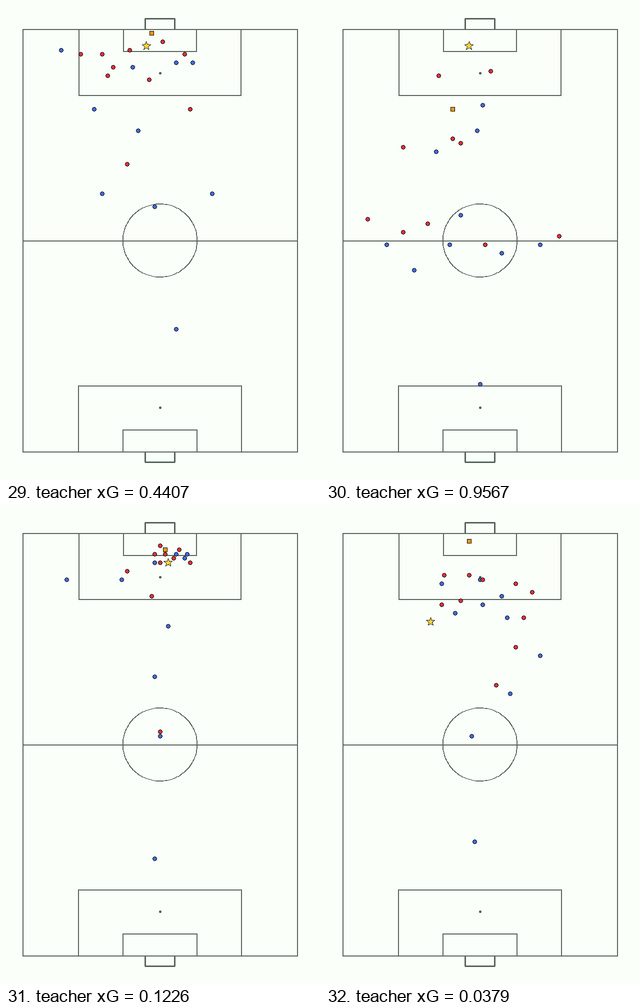 29. teacher xG = 0.4407
30. teacher xG = 0.9567
31. teacher xG = 0.1226
32. teacher xG = 0.0379